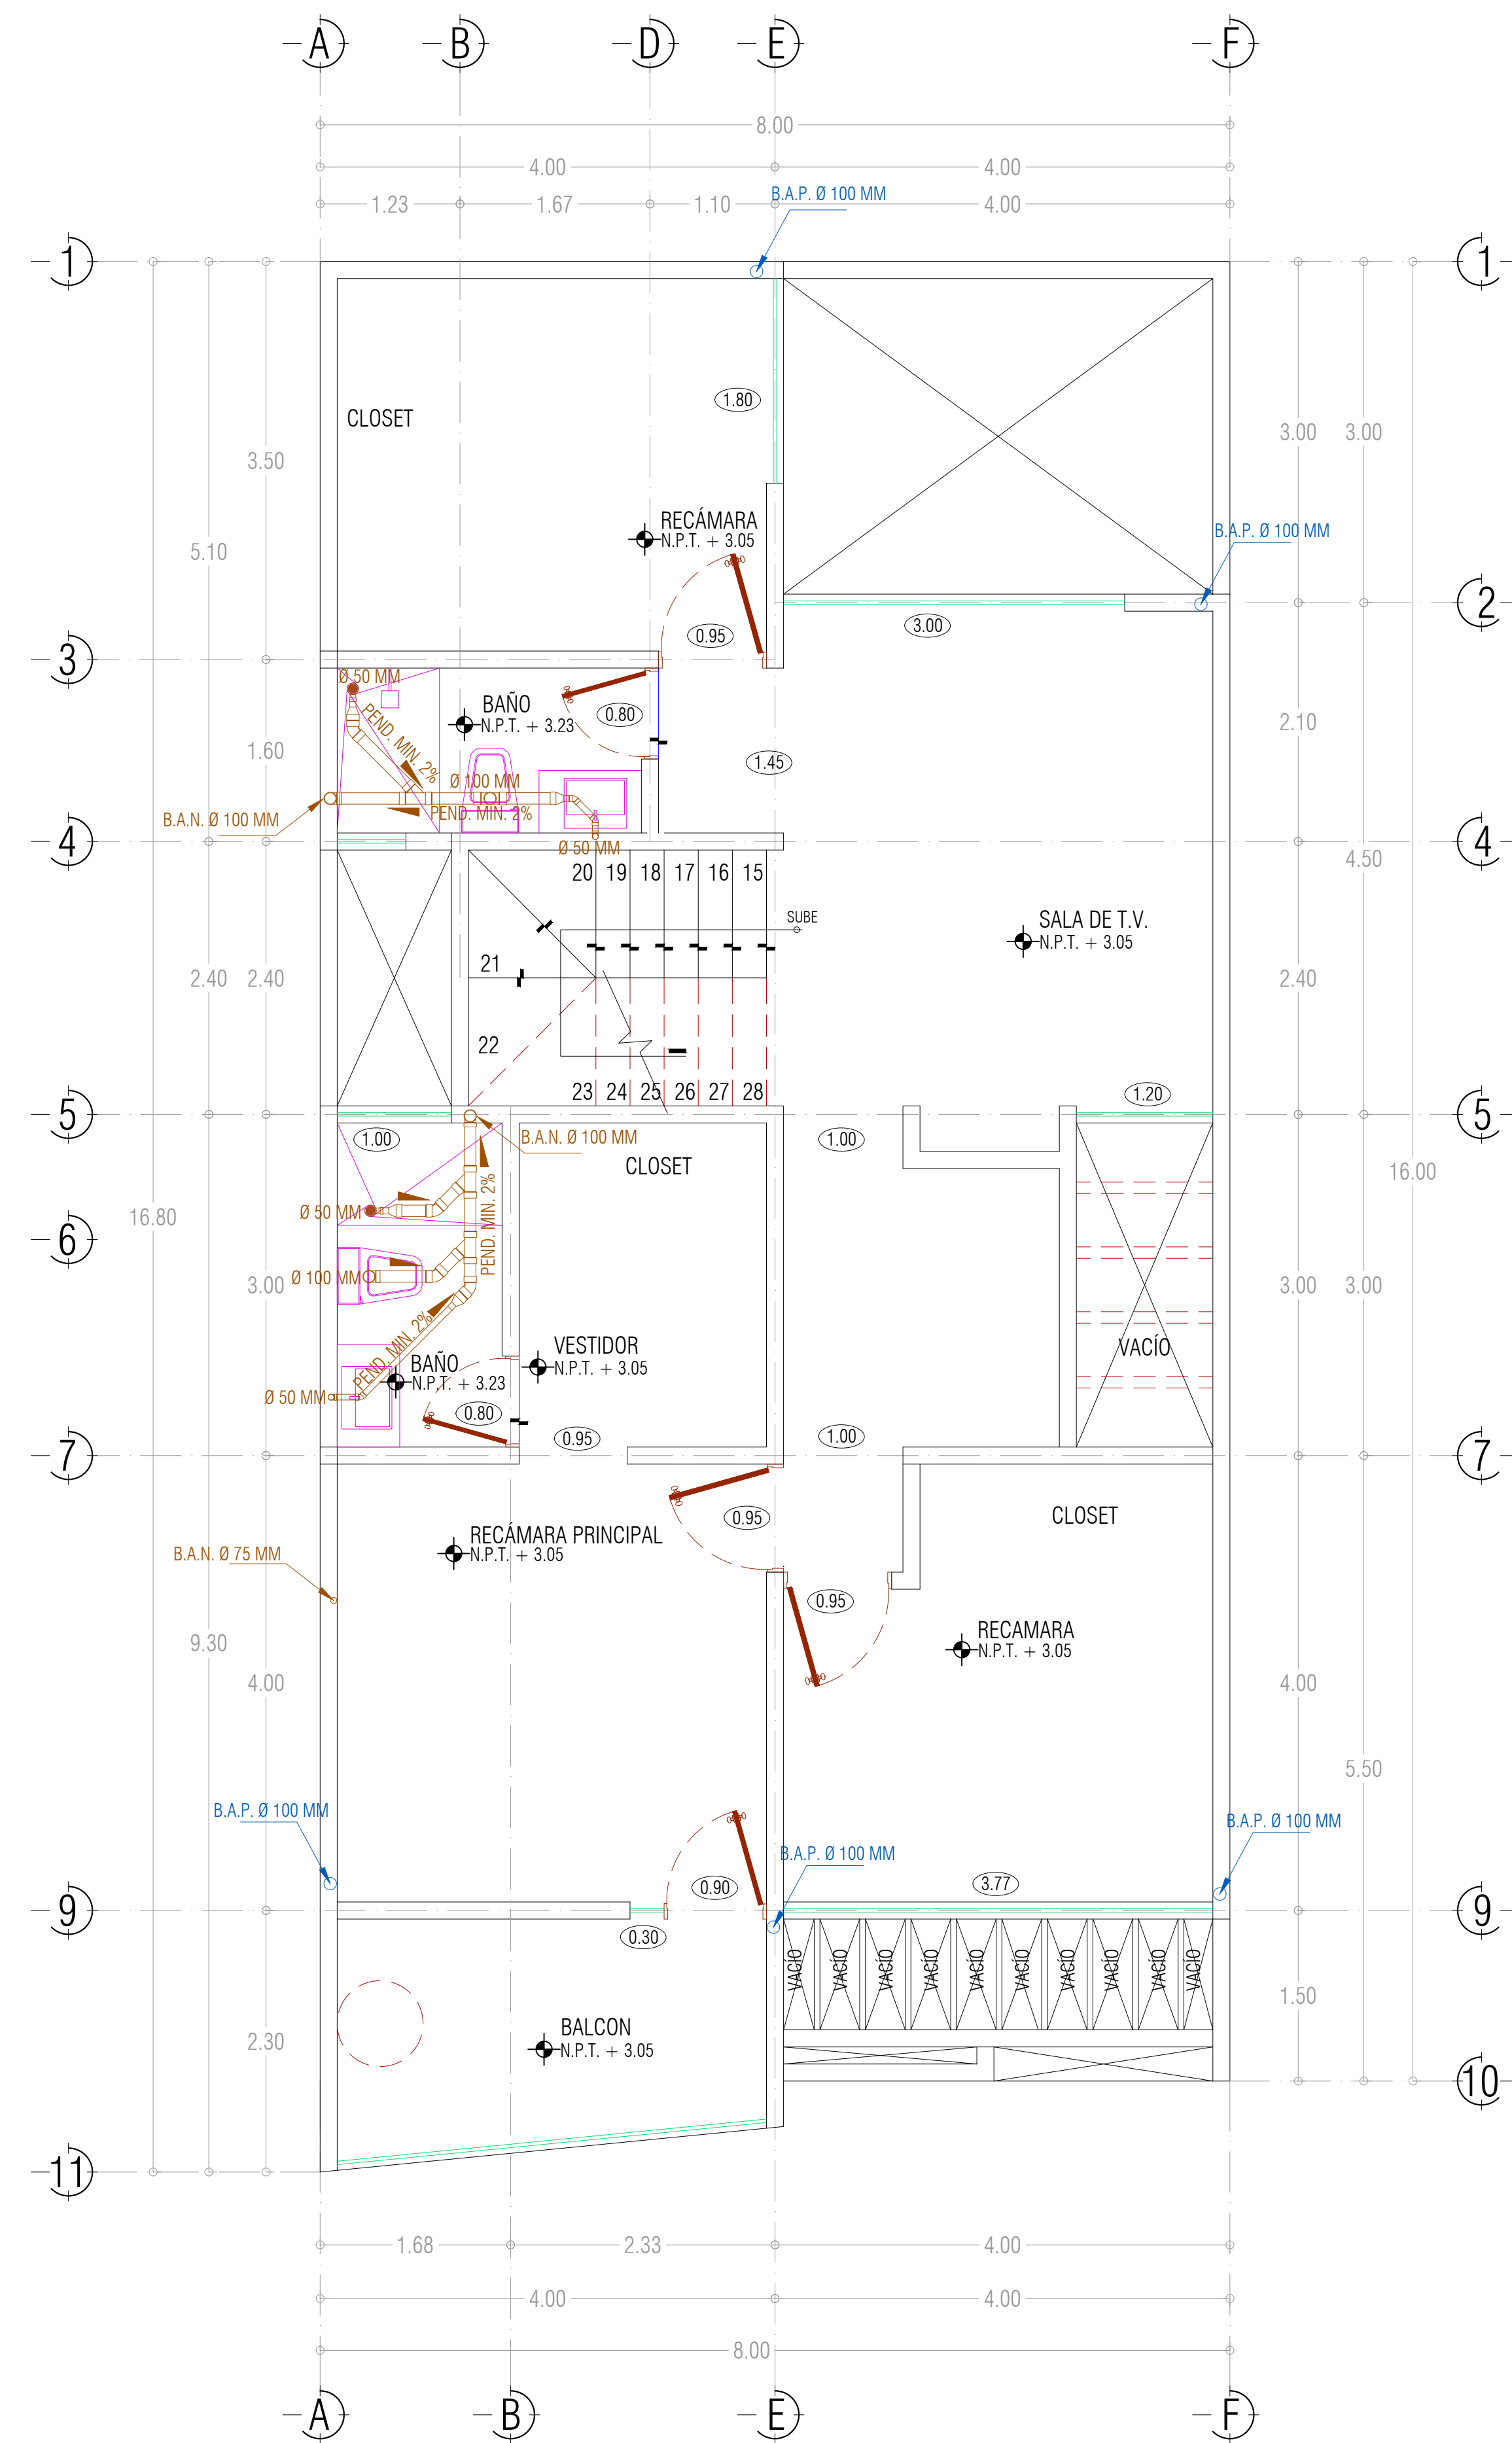 A B D E F
8.00
4.00 4.00
B.A.P. Ø 100 MM
1.23 1.67 1.10 4.00
1 1
1.80
CLOSET
3.00 3.00
3.50
RECÁMARA
N.P.T. + 3.05
B.A.P. Ø 100 MM
5.10
2
3.00
0.95
3
Ø 50 MM
BAÑO
N.P.T. + 3.23
0.80
PEND. MIN. 2%
2.10
1.60
1.45
Ø 100 MM
PEND. MIN. 2%
B.A.N. Ø 100 MM
4 4
Ø 50 MM
4.50
20 19 18 17 16 15
SUBE
SALA DE T.V.
N.P.T. + 3.05
21
2.40 2.40 2.40
22
23 24 25 26 27 28
1.20
5 5
1.00
B.A.N. Ø 100 MM
1.00
CLOSET
16.00
Ø 50 MM
PEND. MIN. 2%
16.80
6
Ø 100 MM
3.00 3.00 3.00
PEND. MIN. 2%
VESTIDOR
N.P.T. + 3.05
VACÍO
BAÑO
N.P.T. + 3.23
Ø 50 MM
0.80
0.95
1.00
7 7
CLOSET
0.95
RECÁMARA PRINCIPAL
N.P.T. + 3.05
B.A.N. Ø 75 MM
0.95
RECAMARA
N.P.T. + 3.05
9.30
4.00 4.00
5.50
B.A.P. Ø 100 MM
B.A.P. Ø 100 MM
B.A.P. Ø 100 MM
0.90
3.77
9 9
0.30
VACÍO VACÍO VACÍO VACÍO VACÍO VACÍO VACÍO VACÍO VACÍO VACÍO
1.50
BALCON
N.P.T. + 3.05
2.30
10
11
1.68 2.33 4.00
4.00 4.00
8.00
A B E F